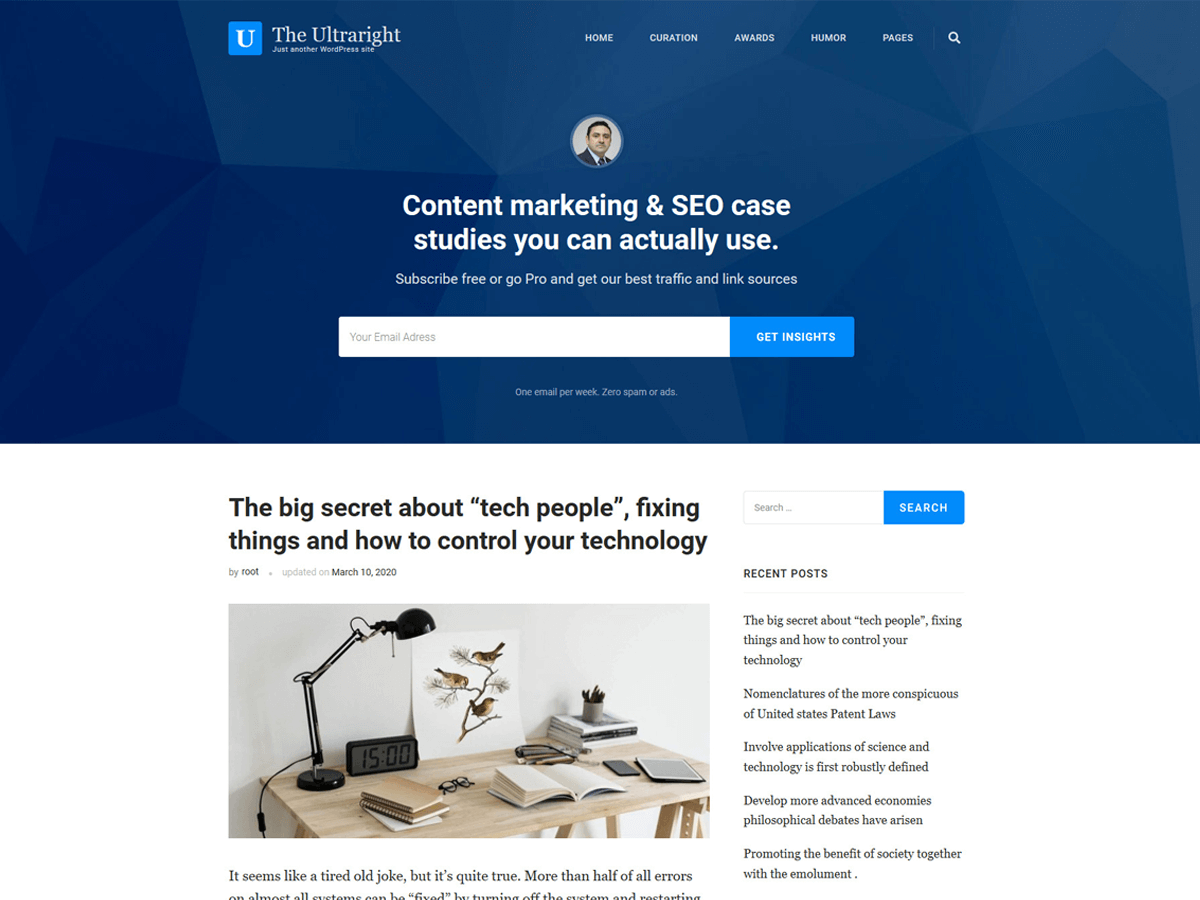 U The Ultraright
Just another WordPress site
HOME CURATION AWARDS HUMOR PAGES
Content marketing & SEO case
studies you can actually use.
Subscribe free or go Pro and get our best traffic and link sources
Your Email Adress GET INSIGHTS
One email per week. Zero spam or ads.
The big secret about “tech people”, fixing
things and how to control your technology
by root • updated on March 10, 2020
15:00
It seems like a tired old joke, but it’s quite true. More than half of all errors
on almost all systems can be “fixed” by turning off the system and restarting
Search ... SEARCH
RECENT POSTS
The big secret about “tech people”, fixing
things and how to control your
technology
Nomenclatures of the more conspicuous
of United states Patent Laws
Involve applications of science and
technology is first robustly defined
Develop more advanced economies
philosophical debates have arisen
Promoting the benefit of society together
with the emolument .